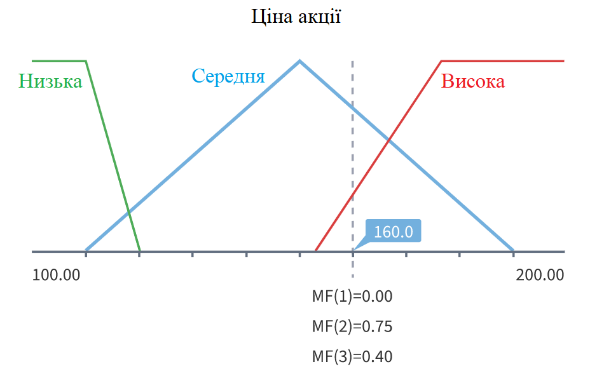 Ціна акції
Низька
Середня
Висока
160.0
100.00
200.00
MF(1)=0.00
MF(2)=0.75
MF(3)=0.40